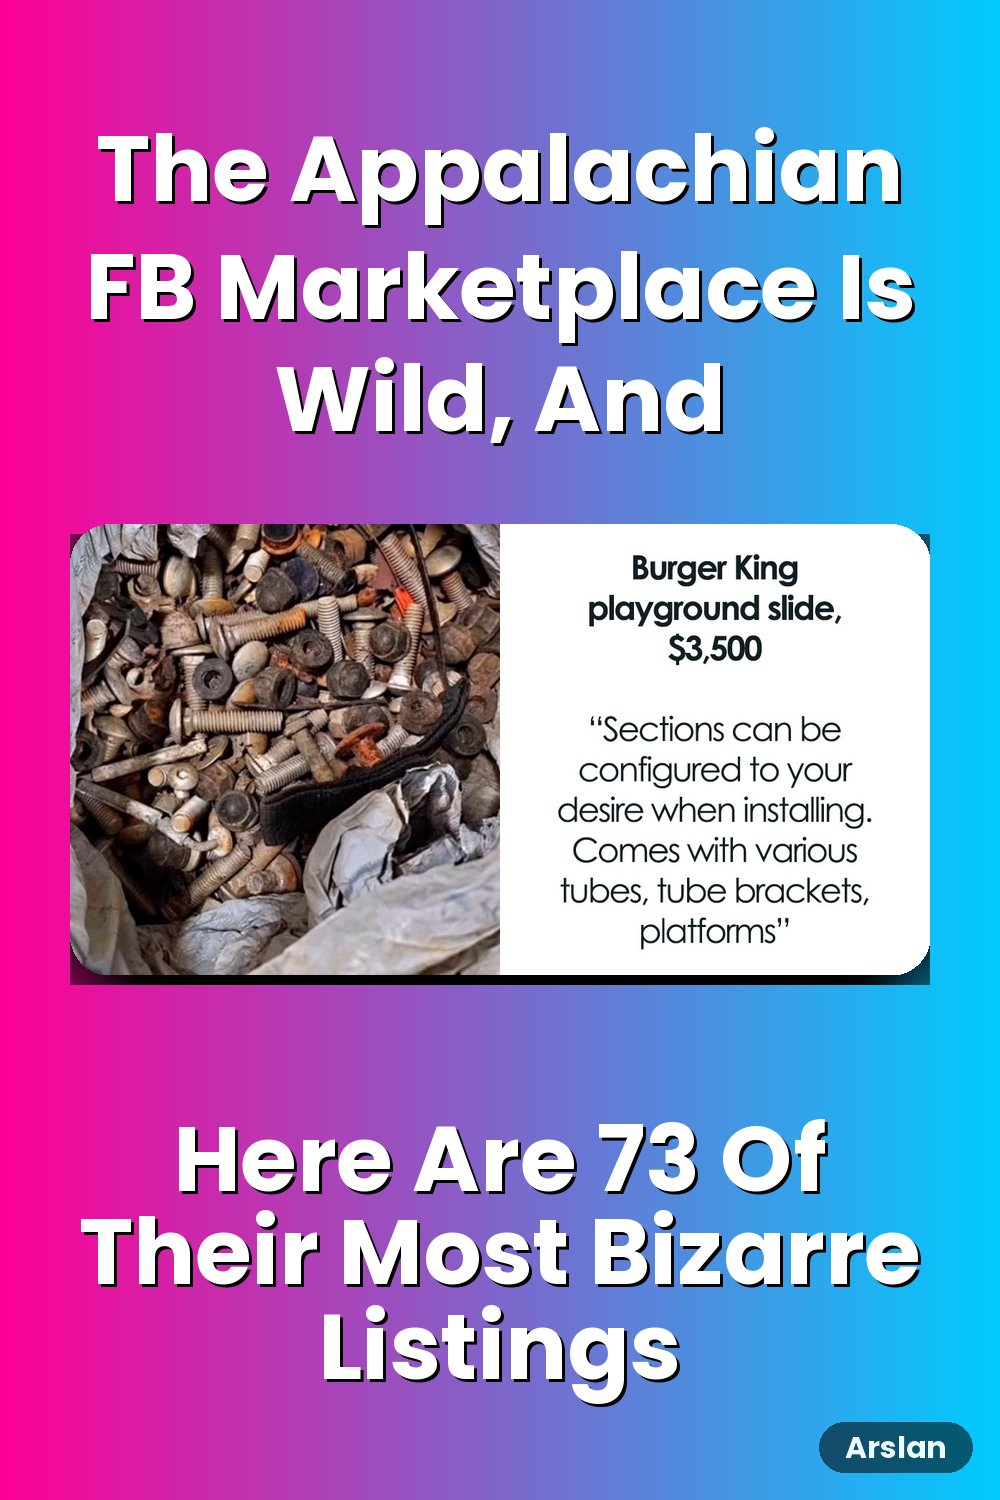 The Appalachian
FB Marketplace Is
Wild, And
Burger King
playground slide,
$3,500
“Sections can be
configured to your
desire when installing.
Comes with various
tubes, tube brackets,
platforms”
Here Are 73 Of
Their Most Bizarre
Listings
Arslan